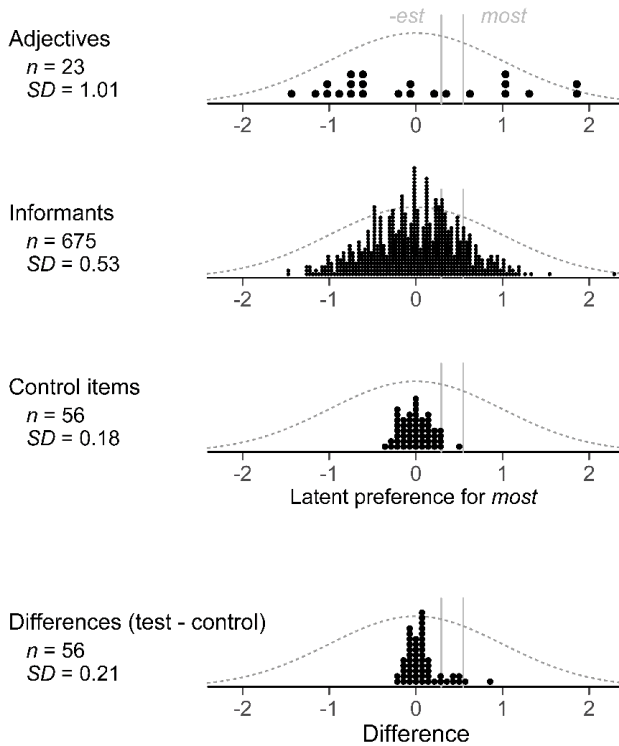 -est most
Adjectives
n = 23
SD = 1.01
-2 -1 0 1 2
Informants
n = 675
SD = 0.53
-2 -1 0 1 2
Control items
n = 56
SD = 0.18
-2 -1 0 1 2
Latent preference for most
Differences (test - control)
n = 56
SD = 0.21
-2 -1 0 1 2
Difference